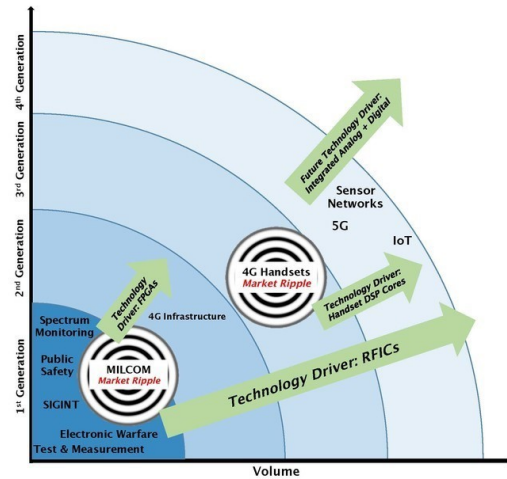 4th Generation
3rd Generation
2nd Generation
1st Generation
Future Technology Driver:
Integrated Analog + Digital
Sensor
Networks
5G
IoT
4G Handsets
Market Ripple
Technology Driver:
Handset DSP Cores
Technology
Driver: FPGAs
4G Infrastructure
Technology Driver: RFICs
Spectrum
Monitoring
Public
Safety
MILCOM
Market Ripple
SIGINT
Electronic Warfare
Test & Measurement
Volume